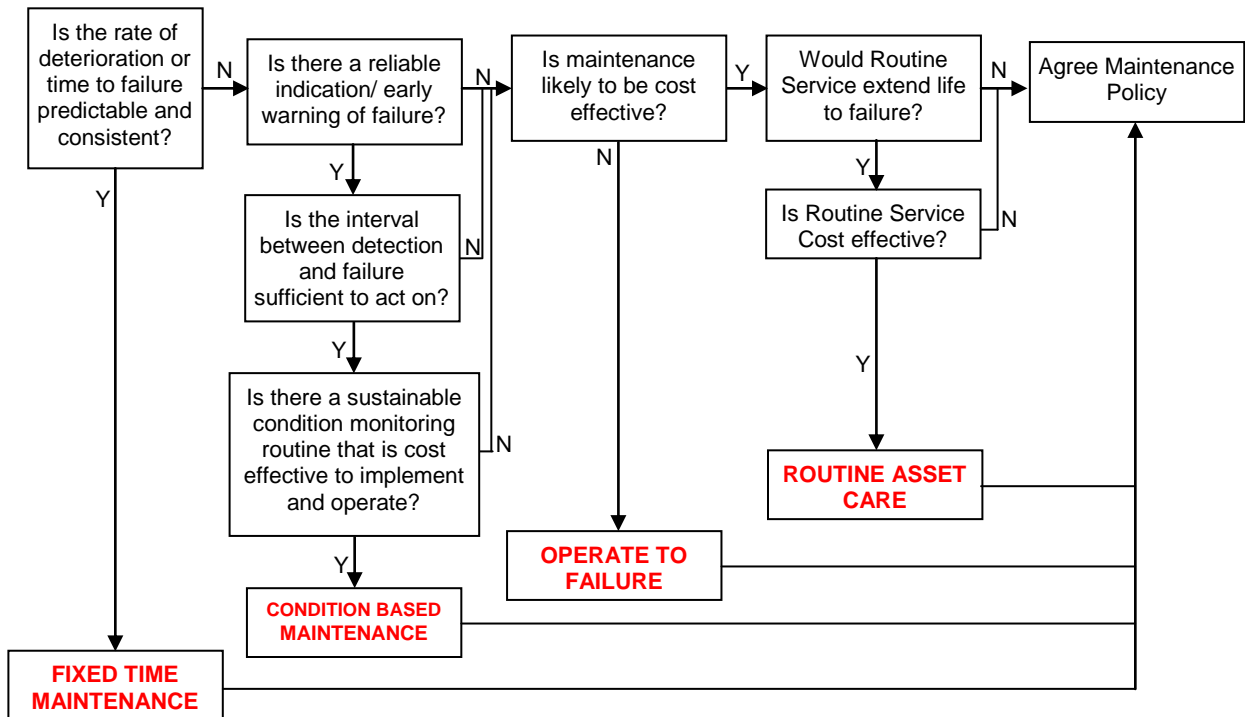 Is the rate of
deterioration or
time to failure
predictable and
consistent?
N
Y
Is there a reliable
indication/ early
warning of failure?
N
Y
Is the interval
between detection
and failure
sufficient to act on?
N
Y
Is there a sustainable
condition monitoring
routine that is cost
effective to implement
and operate?
N
Y
Is maintenance
likely to be cost
effective?
Y
N
Would Routine
Service extend life
to failure?
N
Y
Is Routine Service
Cost effective?
N
Y
Agree Maintenance
Policy
ROUTINE ASSET
CARE
OPERATE TO
FAILURE
CONDITION BASED
MAINTENANCE
FIXED TIME
MAINTENANCE